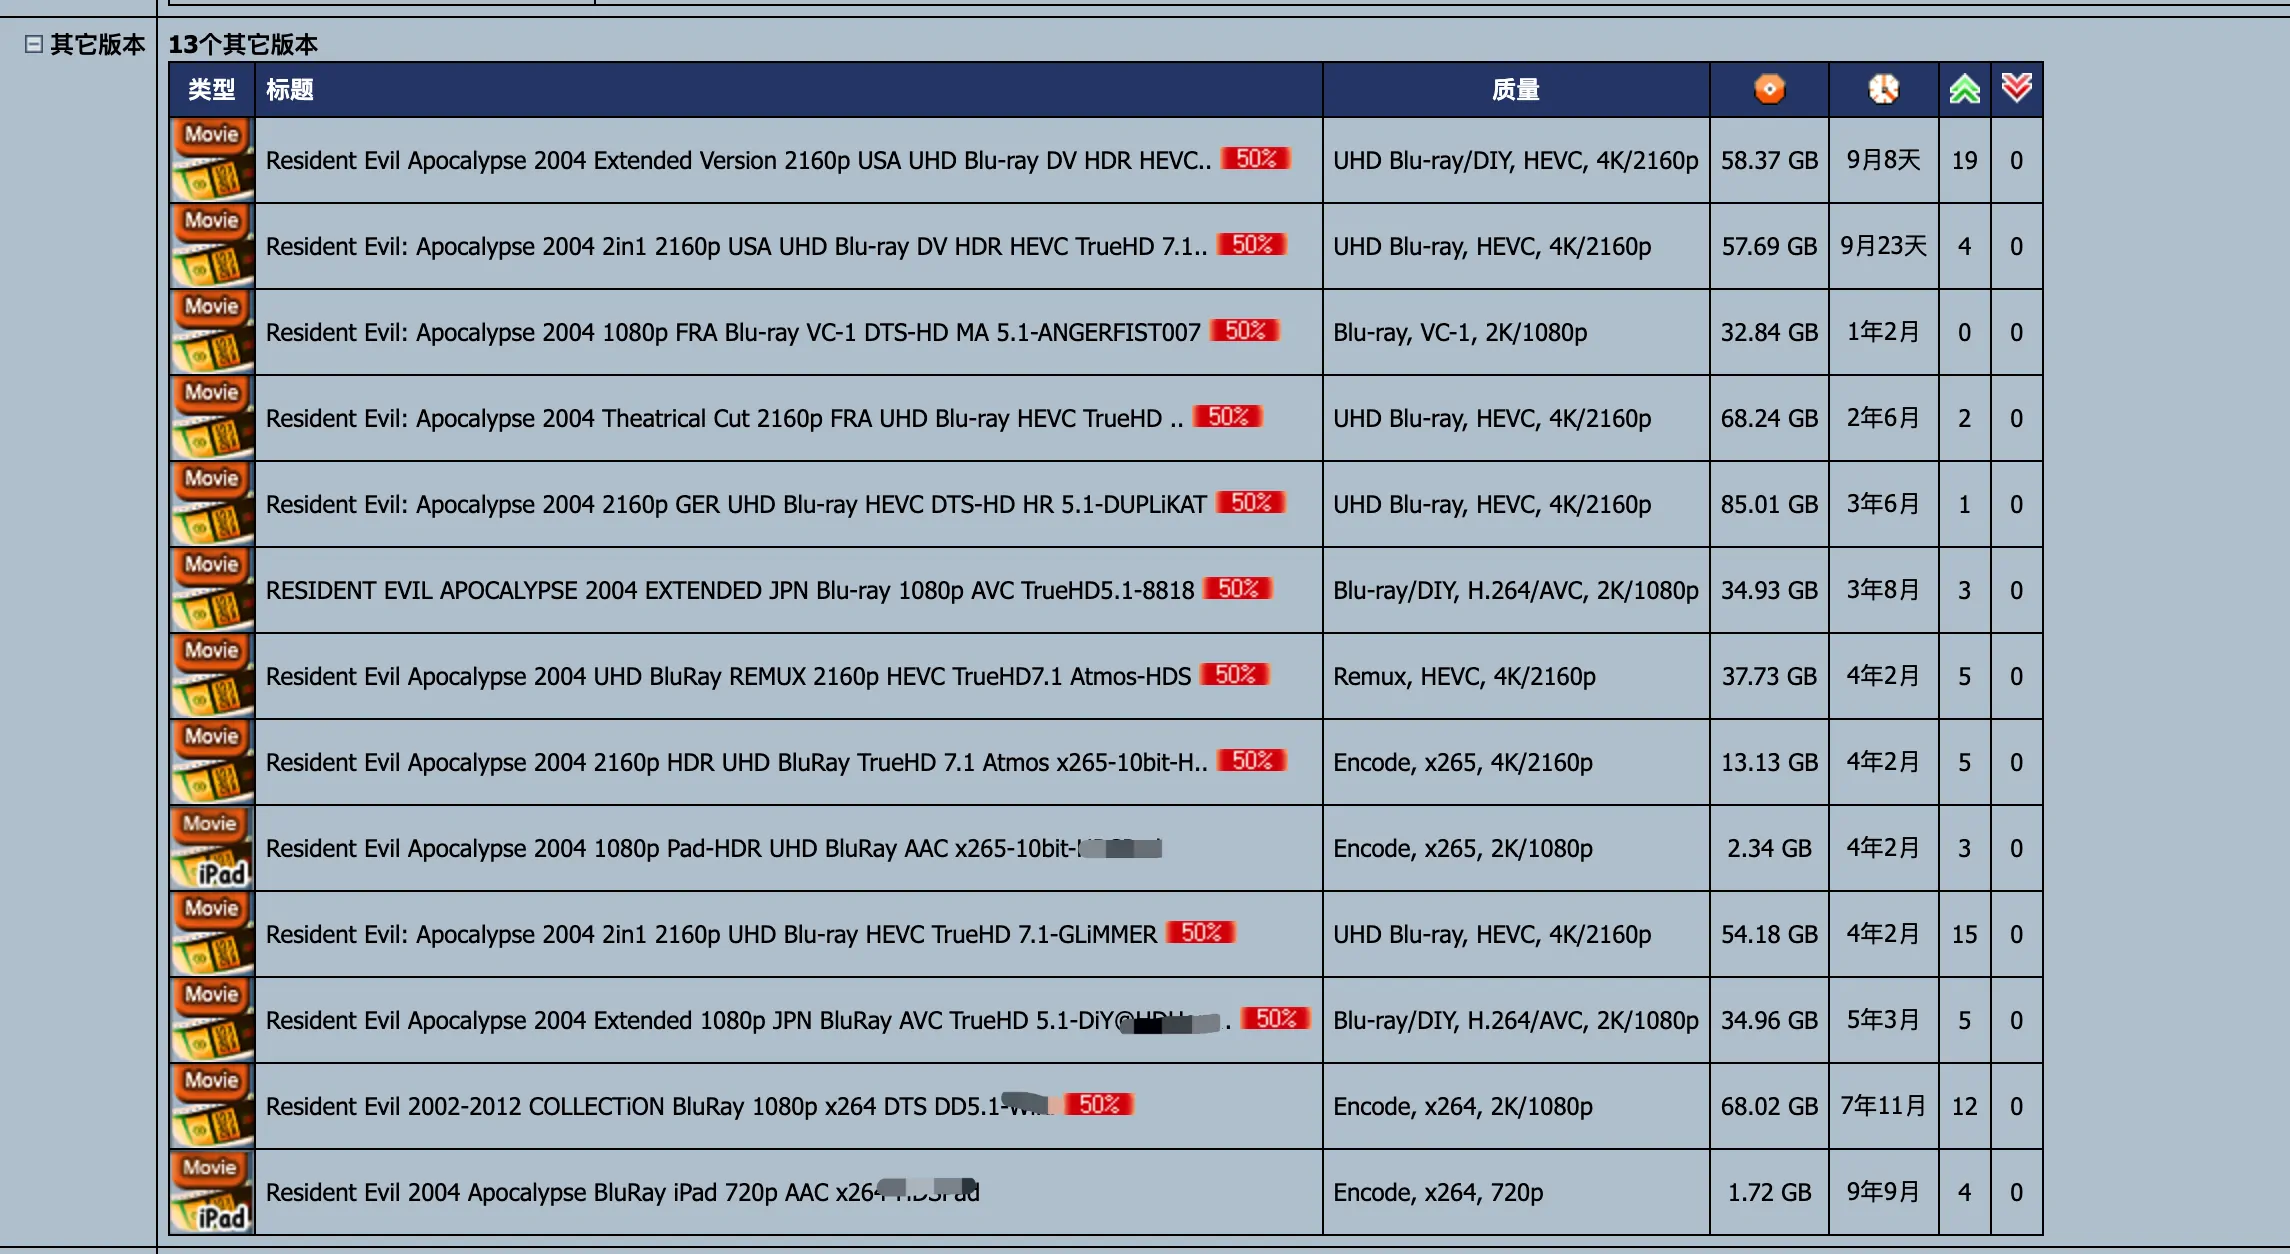 其它版本 13个其它版本
类型 标题 质量
Movie Resident Evil Apocalypse 2004 Extended Version 2160p USA UHD Blu-ray DV HDR HEVC.. 50% UHD Blu-ray/DIY, HEVC, 4K/2160p 58.37 GB 9月8天 19 0
Movie Resident Evil: Apocalypse 2004 2in1 2160p USA UHD Blu-ray DV HDR HEVC TrueHD 7.1.. 50% UHD Blu-ray, HEVC, 4K/2160p 57.69 GB 9月23天 4 0
Movie Resident Evil: Apocalypse 2004 1080p FRA Blu-ray VC-1 DTS-HD MA 5.1-ANGERFIST007 50% Blu-ray, VC-1, 2K/1080p 32.84 GB 1年2月 0 0
Movie Resident Evil: Apocalypse 2004 Theatrical Cut 2160p FRA UHD Blu-ray HEVC TrueHD .. 50% UHD Blu-ray, HEVC, 4K/2160p 68.24 GB 2年6月 2 0
Movie Resident Evil: Apocalypse 2004 2160p GER UHD Blu-ray HEVC DTS-HD HR 5.1-DUPLiKAT 50% UHD Blu-ray, HEVC, 4K/2160p 85.01 GB 3年6月 1 0
Movie RESIDENT EVIL APOCALYPSE 2004 EXTENDED JPN Blu-ray 1080p AVC TrueHD5.1-8818 50% Blu-ray/DIY, H.264/AVC, 2K/1080p 34.93 GB 3年8月 3 0
Movie Resident Evil Apocalypse 2004 UHD BluRay REMUX 2160p HEVC TrueHD7.1 Atmos-HDS 50% Remux, HEVC, 4K/2160p 37.73 GB 4年2月 5 0
Movie Resident Evil Apocalypse 2004 2160p HDR UHD BluRay TrueHD 7.1 Atmos x265-10bit-H.. 50% Encode, x265, 4K/2160p 13.13 GB 4年2月 5 0
Movie iPad Resident Evil Apocalypse 2004 1080p Pad-HDR UHD BluRay AAC x265-10bit- Encode, x265, 2K/1080p 2.34 GB 4年2月 3 0
Movie Resident Evil: Apocalypse 2004 2in1 2160p UHD Blu-ray HEVC TrueHD 7.1-GLiMMER 50% UHD Blu-ray, HEVC, 4K/2160p 54.18 GB 4年2月 15 0
Movie Resident Evil Apocalypse 2004 Extended 1080p JPN BluRay AVC TrueHD 5.1-DiY@ 50% Blu-ray/DIY, H.264/AVC, 2K/1080p 34.96 GB 5年3月 5 0
Movie Resident Evil 2002-2012 COLLECTiON BluRay 1080p x264 DTS DD5.1- 50% Encode, x264, 2K/1080p 68.02 GB 7年11月 12 0
Movie iPad Resident Evil 2004 Apocalypse BluRay iPad 720p AAC x264 Encode, x264, 720p 1.72 GB 9年9月 4 0